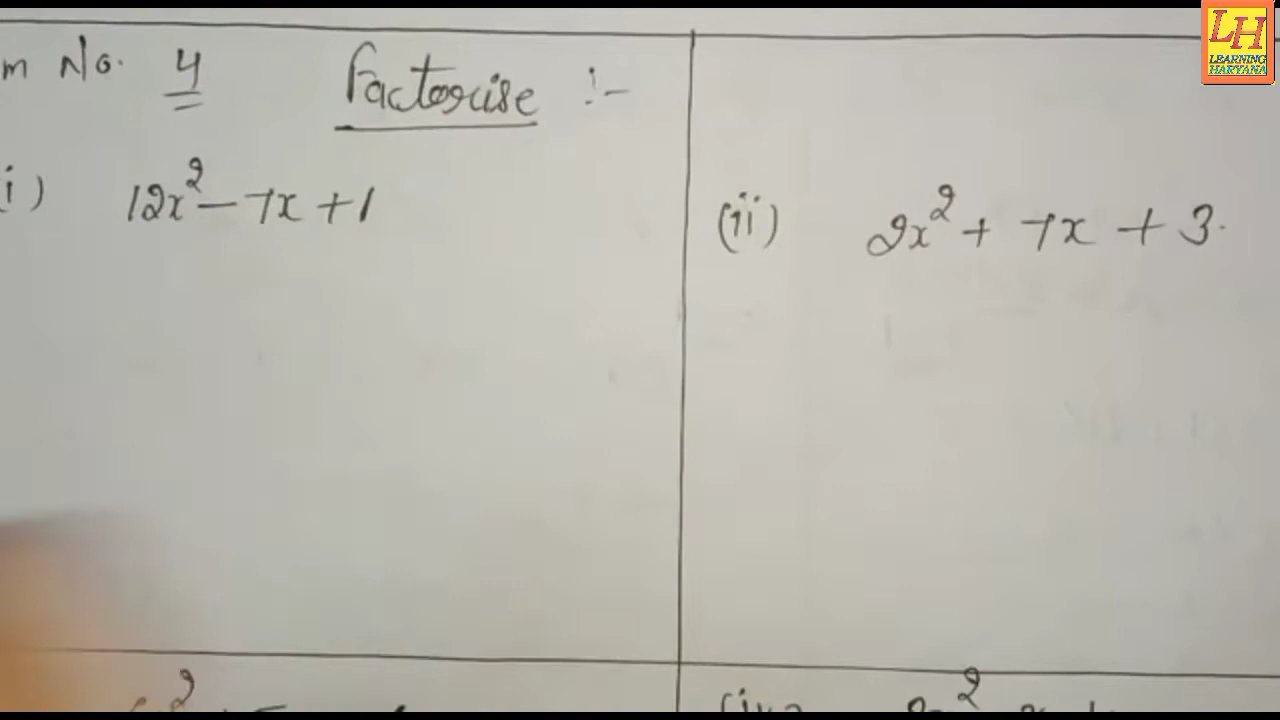 m No. 4 Factorise :-
i) 12x² - 7x + 1
(ii) 2x² + 7x + 3.
LH
LEARNING
HARYANA